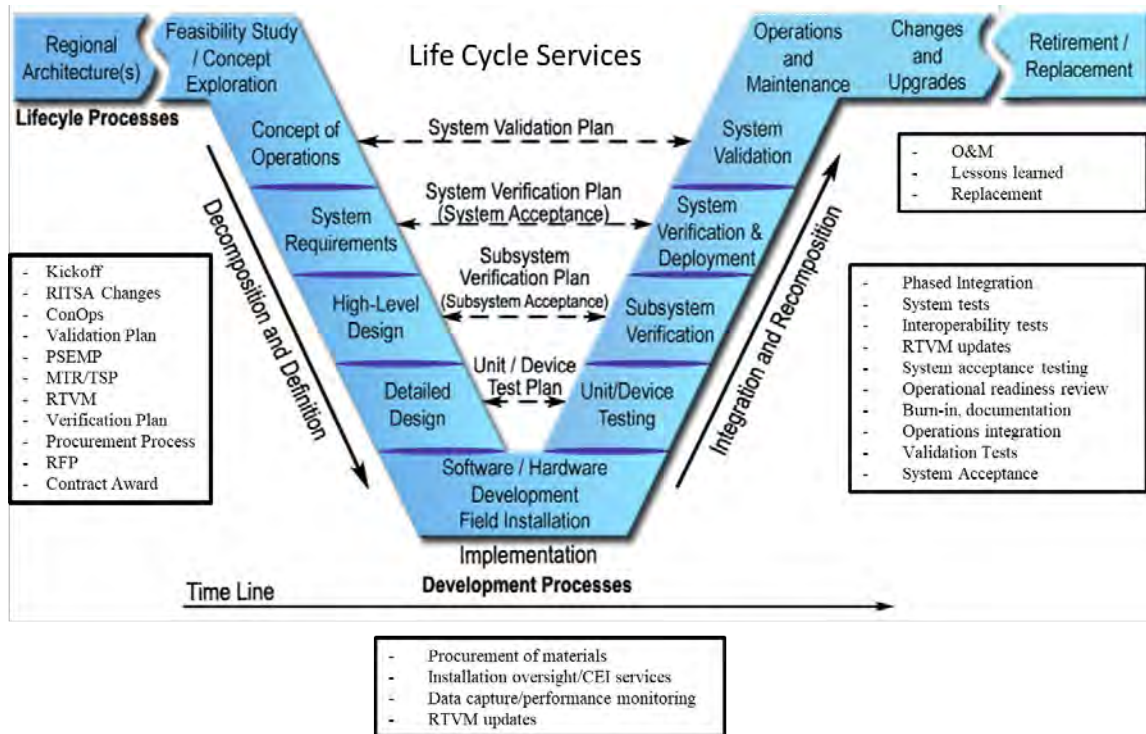 Regional
Architecture(s)
Feasibility Study
/ Concept
Exploration
Life Cycle Services
Operations
and
Maintenance
Changes
and
Upgrades
Retirement /
Replacement
Lifecyle Processes
Concept of
Operations
System Validation Plan
System
Validation
System
Requirements
System Verification Plan
(System Acceptance)
System
Verification &
Deployment
High-Level
Design
Subsystem
Verification Plan
(Subsystem Acceptance)
Subsystem
Verification
Detailed
Design
Unit / Device
Test Plan
Unit/Device
Testing
Software / Hardware
Development
Field Installation
Implementation
Development Processes
Time Line
Decomposition and Definition
Integration and Recomposition
- Kickoff
- RITSA Changes
- ConOps
- Validation Plan
- PSEMP
- MTR/TSP
- RTVM
- Verification Plan
- Procurement Process
- RFP
- Contract Award
- O&M
- Lessons learned
- Replacement
- Phased Integration
- System tests
- Interoperability tests
- RTVM updates
- System acceptance testing
- Operational readiness review
- Burn-in, documentation
- Operations integration
- Validation Tests
- System Acceptance
- Procurement of materials
- Installation oversight/CEI services
- Data capture/performance monitoring
- RTVM updates